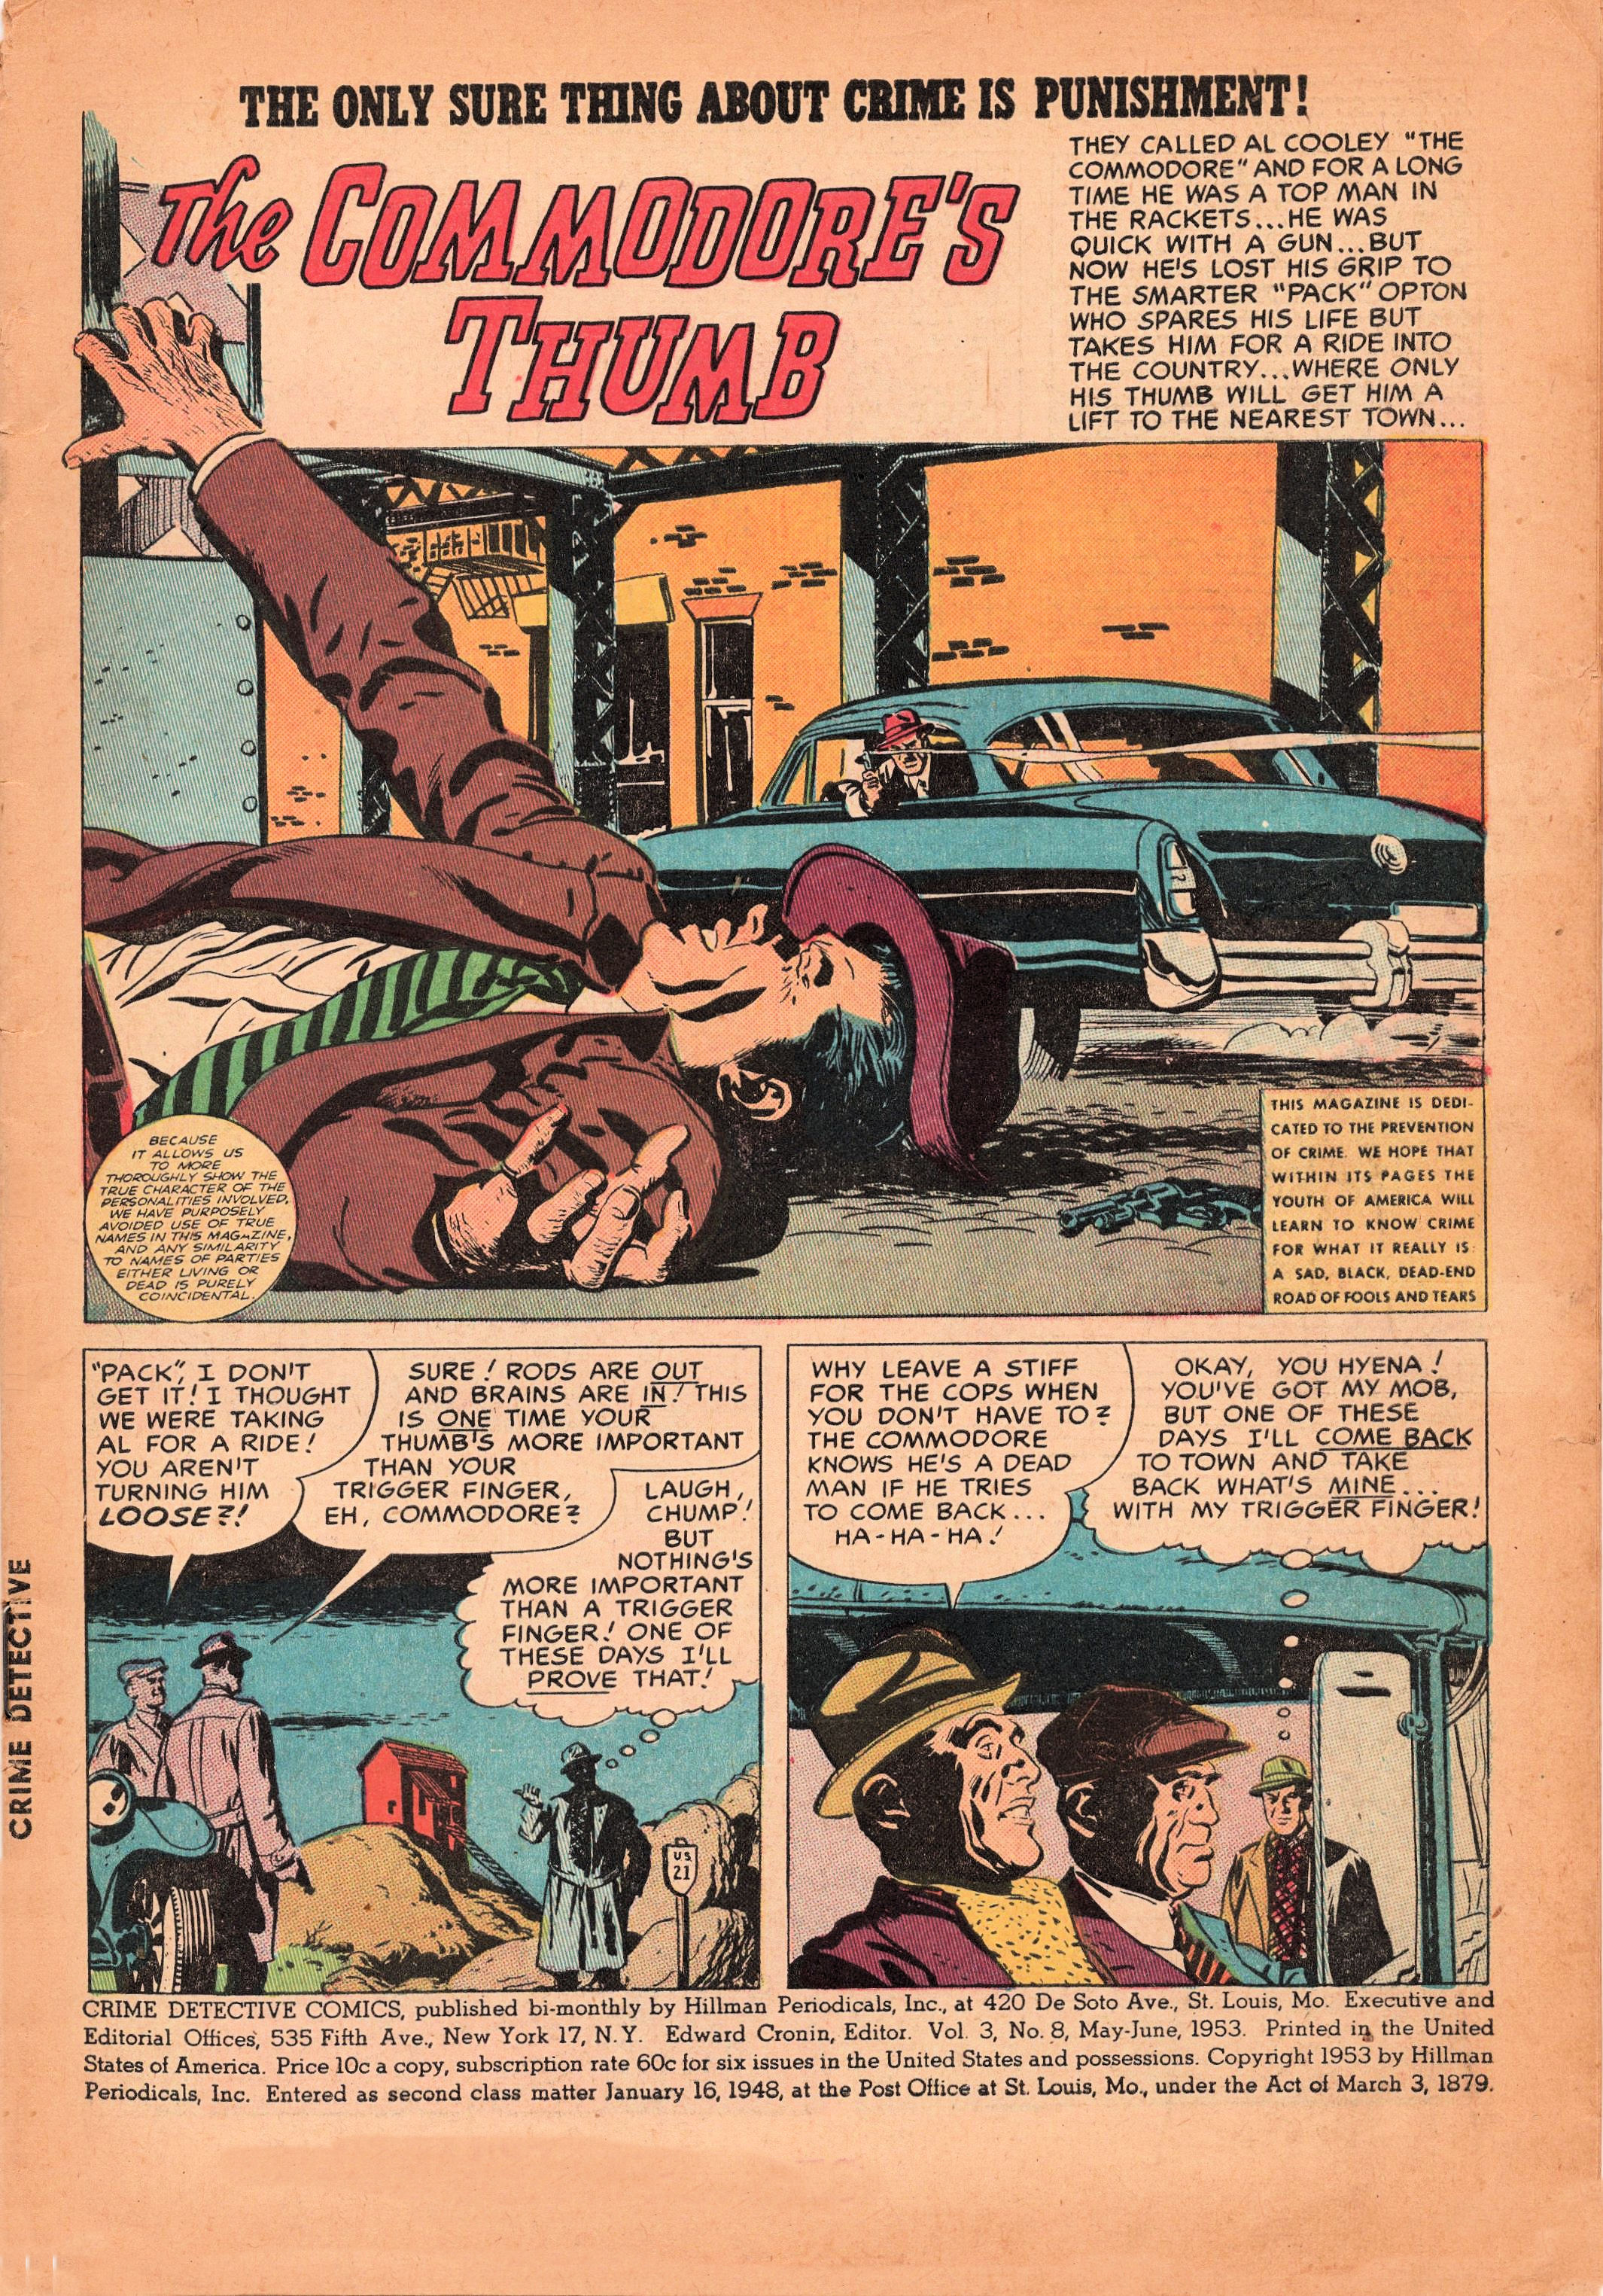 THE ONLY SURE THING ABOUT CRIME IS PUNISHMENT!
The COMMODORE'S
THUMB
THEY CALLED AL COOLEY "THE
COMMODORE" AND FOR A LONG
TIME HE WAS A TOP MAN IN
THE RACKETS...HE WAS
QUICK WITH A GUN...BUT
NOW HE'S LOST HIS GRIP TO
THE SMARTER "PACK" OPTON
WHO SPARES HIS LIFE BUT
TAKES HIM FOR A RIDE INTO
THE COUNTRY...WHERE ONLY
HIS THUMB WILL GET HIM A
LIFT TO THE NEAREST TOWN...
BECAUSE
IT ALLOWS US
TO MORE
THOROUGHLY SHOW THE
TRUE CHARACTER OF THE
PERSONALITIES INVOLVED,
WE HAVE PURPOSELY
AVOIDED USE OF TRUE
NAMES IN THIS MAGAZINE,
AND ANY SIMILARITY
TO NAMES OF PARTIES
EITHER LIVING OR
DEAD IS PURELY
COINCIDENTAL.
THIS MAGAZINE IS DEDI-
CATED TO THE PREVENTION
OF CRIME. WE HOPE THAT
WITHIN ITS PAGES THE
YOUTH OF AMERICA WILL
LEARN TO KNOW CRIME
FOR WHAT IT REALLY IS:
A SAD, BLACK, DEAD-END
ROAD OF FOOLS AND TEARS
"PACK", I DON'T
GET IT! I THOUGHT
WE WERE TAKING
AL FOR A RIDE!
YOU AREN'T
TURNING HIM
LOOSE?!
SURE! RODS ARE OUT
AND BRAINS ARE IN! THIS
IS ONE TIME YOUR
THUMB'S MORE IMPORTANT
THAN YOUR
TRIGGER FINGER,
EH, COMMODORE?
LAUGH,
CHUMP!
BUT
NOTHING'S
MORE IMPORTANT
THAN A TRIGGER
FINGER! ONE OF
THESE DAYS I'LL
PROVE THAT!
U.S.
21
WHY LEAVE A STIFF
FOR THE COPS WHEN
YOU DON'T HAVE TO?
THE COMMODORE
KNOWS HE'S A DEAD
MAN IF HE TRIES
TO COME BACK...
HA-HA-HA!
OKAY, YOU HYENA!
YOU'VE GOT MY MOB,
BUT ONE OF THESE
DAYS I'LL COME BACK
TO TOWN AND TAKE
BACK WHAT'S MINE...
WITH MY TRIGGER FINGER!
CRIME DETECTIVE
CRIME DETECTIVE COMICS, published bi-monthly by Hillman Periodicals, Inc., at 420 De Soto Ave., St. Louis, Mo. Executive and
Editorial Offices, 535 Fifth Ave., New York 17, N.Y. Edward Cronin, Editor. Vol. 3, No. 8, May-June, 1953. Printed in the United
States of America. Price 10c a copy, subscription rate 60c for six issues in the United States and possessions. Copyright 1953 by Hillman
Periodicals, Inc. Entered as second class matter January 16, 1948, at the Post Office at St. Louis, Mo., under the Act of March 3, 1879.